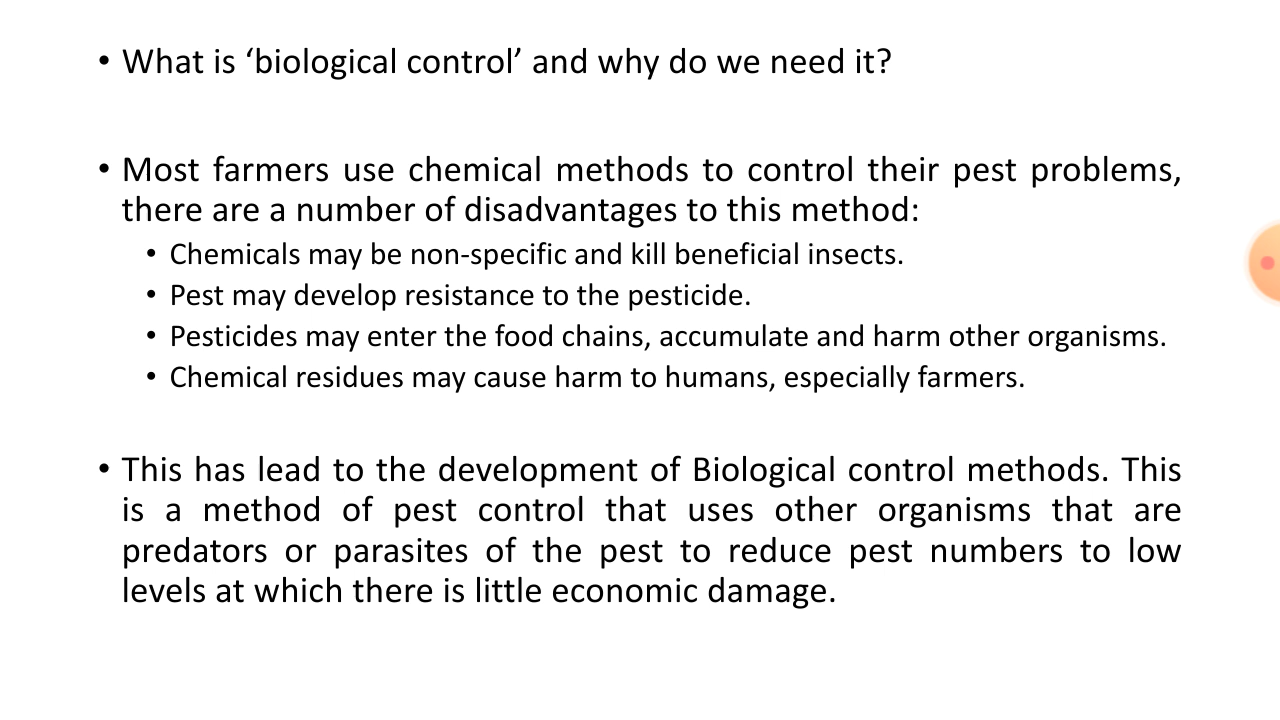 • What is ‘biological control’ and why do we need it?
• Most farmers use chemical methods to control their pest problems,
there are a number of disadvantages to this method:
• Chemicals may be non-specific and kill beneficial insects.
• Pest may develop resistance to the pesticide.
• Pesticides may enter the food chains, accumulate and harm other organisms.
• Chemical residues may cause harm to humans, especially farmers.
• This has lead to the development of Biological control methods. This
is a method of pest control that uses other organisms that are
predators or parasites of the pest to reduce pest numbers to low
levels at which there is little economic damage.